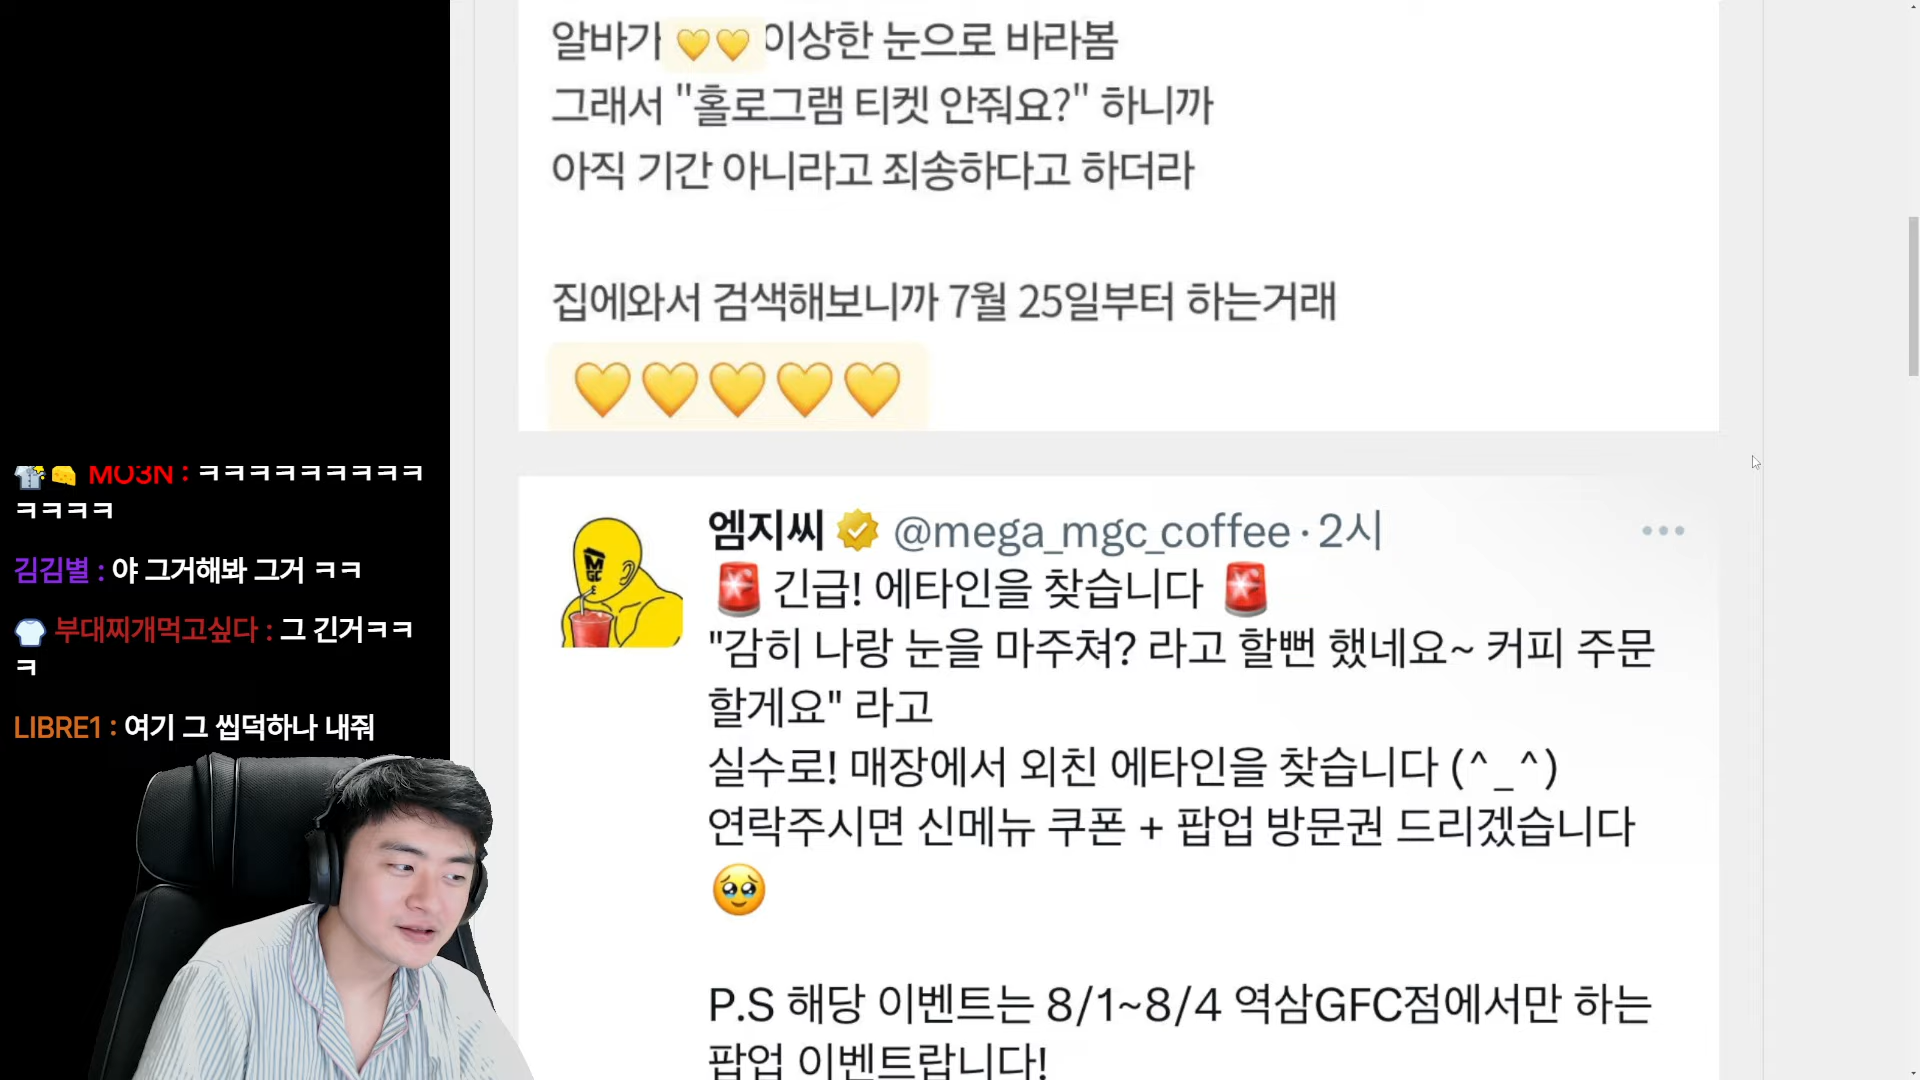 알바가 💛💛 이상한 눈으로 바라봄
그래서 "홀로그램 티켓 안줘요?" 하니까
아직 기간 아니라고 죄송하다고 하더라
집에와서 검색해보니까 7월 25일부터 하는거래
💛💛💛💛💛
엠지씨 @mega_mgc_coffee · 2시
🚨 긴급! 에타인을 찾습니다 🚨
"감히 나랑 눈을 마주쳐? 라고 할뻔 했네요~ 커피 주문
할게요" 라고
실수로! 매장에서 외친 에타인을 찾습니다 (^_^)
연락주시면 신메뉴 쿠폰 + 팝업 방문권 드리겠습니다
🥹
P.S 해당 이벤트는 8/1~8/4 역삼GFC점에서만 하는
팝업 이벤트랍니다!
MGC
MO3N : ㅋㅋㅋㅋㅋㅋㅋㅋㅋㅋ
ㅋㅋㅋㅋ
김김별 : 야 그거해봐 그거 ㅋㅋ
부대찌개먹고싶다 : 그 긴거ㅋㅋ
ㅋ
LIBRE1 : 여기 그 씹덕하나 내줘